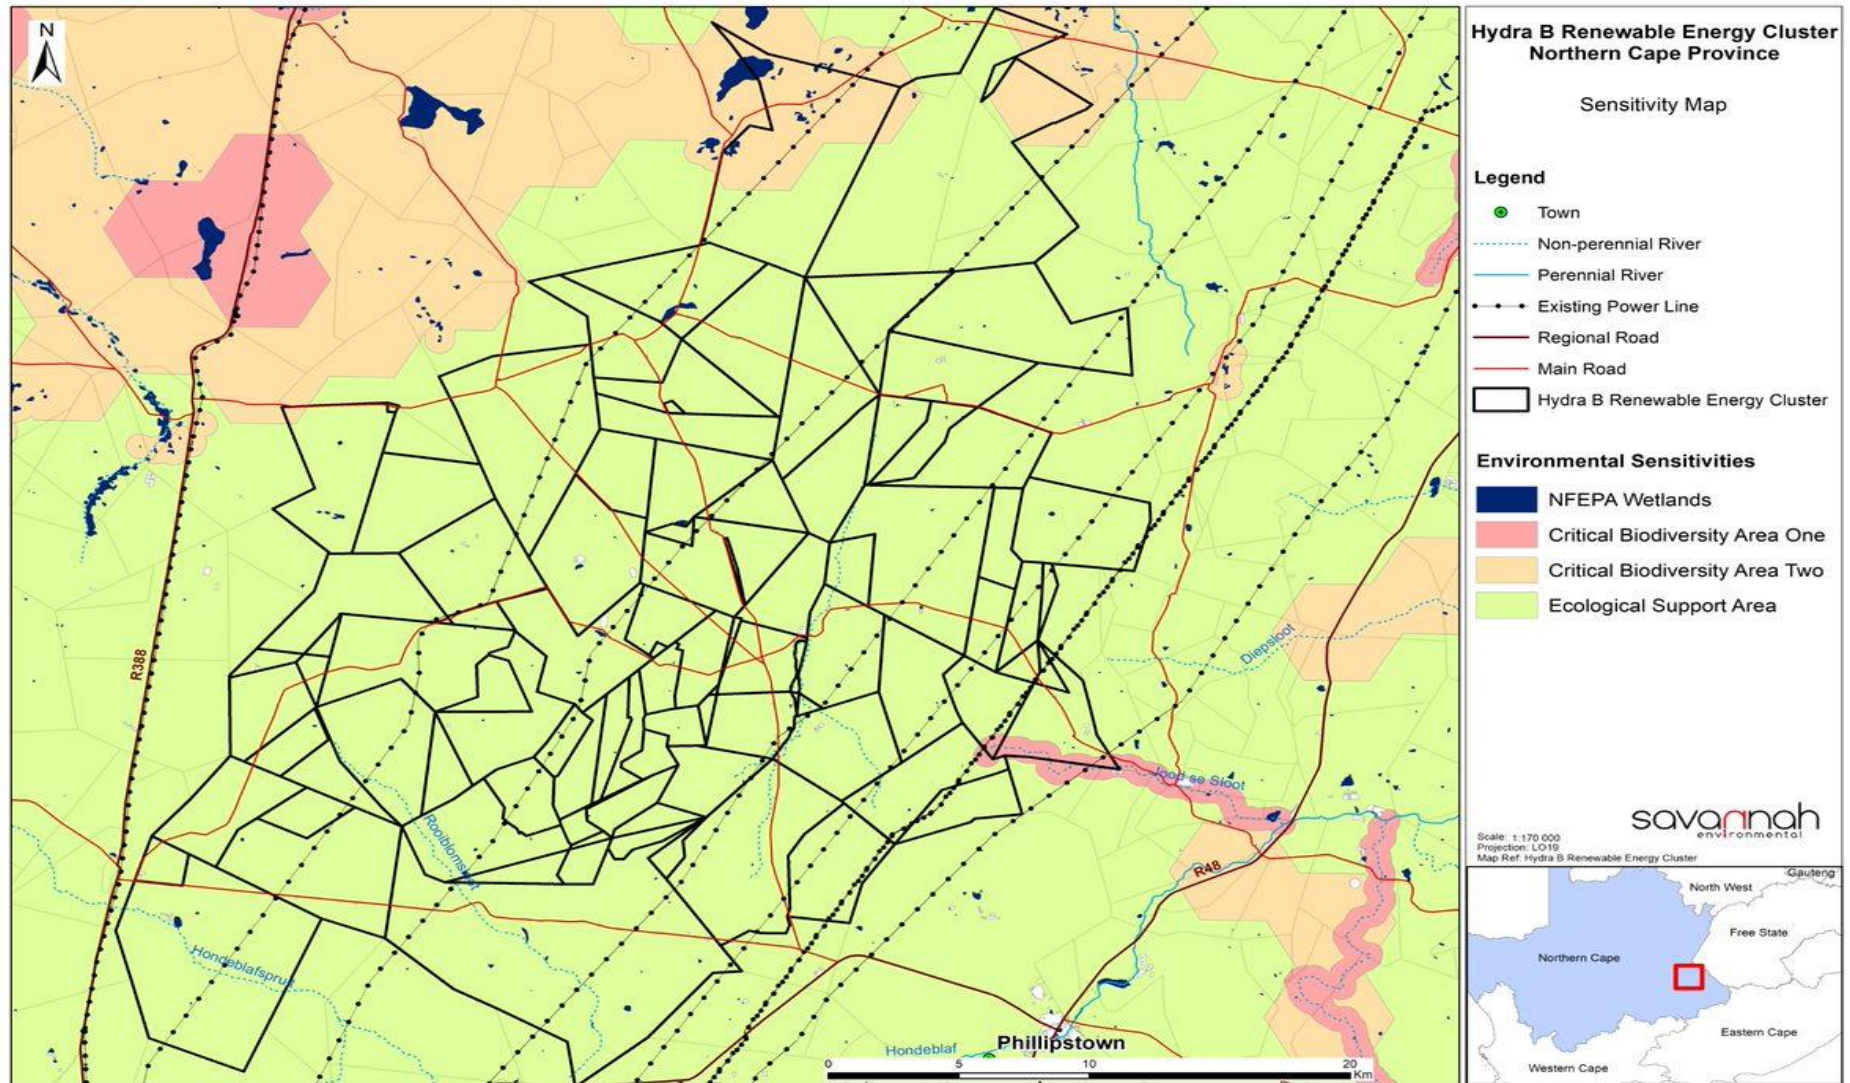 N
R388
Rooiblomsloot
Hondeblafspruit
Diepsloot
Jood se Sloot
R48
Hondeblaf
Phillipstown
0 5 10 20
Km
Hydra B Renewable Energy Cluster
Northern Cape Province
Sensitivity Map
Legend
Town
Non-perennial River
Perennial River
Existing Power Line
Regional Road
Main Road
Hydra B Renewable Energy Cluster
Environmental Sensitivities
NFEPA Wetlands
Critical Biodiversity Area One
Critical Biodiversity Area Two
Ecological Support Area
savannah
environmental
Scale: 1:170 000
Projection: LO19
Map Ref: Hydra B Renewable Energy Cluster
Gauteng
North West
Free State
Northern Cape
Eastern Cape
Western Cape